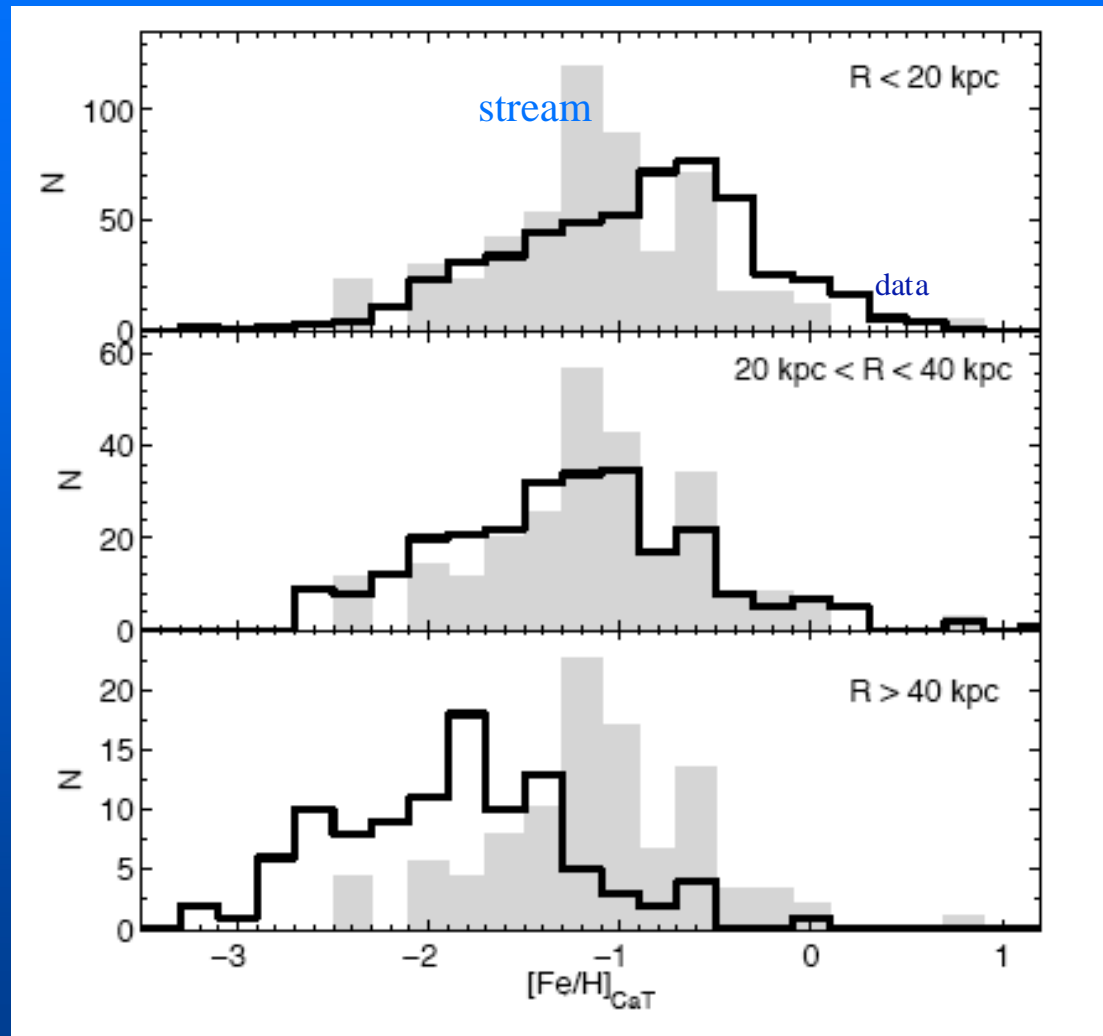 R < 20 kpc
stream
100
N
50
data
0
60
20 kpc < R < 40 kpc
40
N
20
0
R > 40 kpc
20
15
N
10
5
0
−3 −2 −1 0 1
[Fe/H]CaT